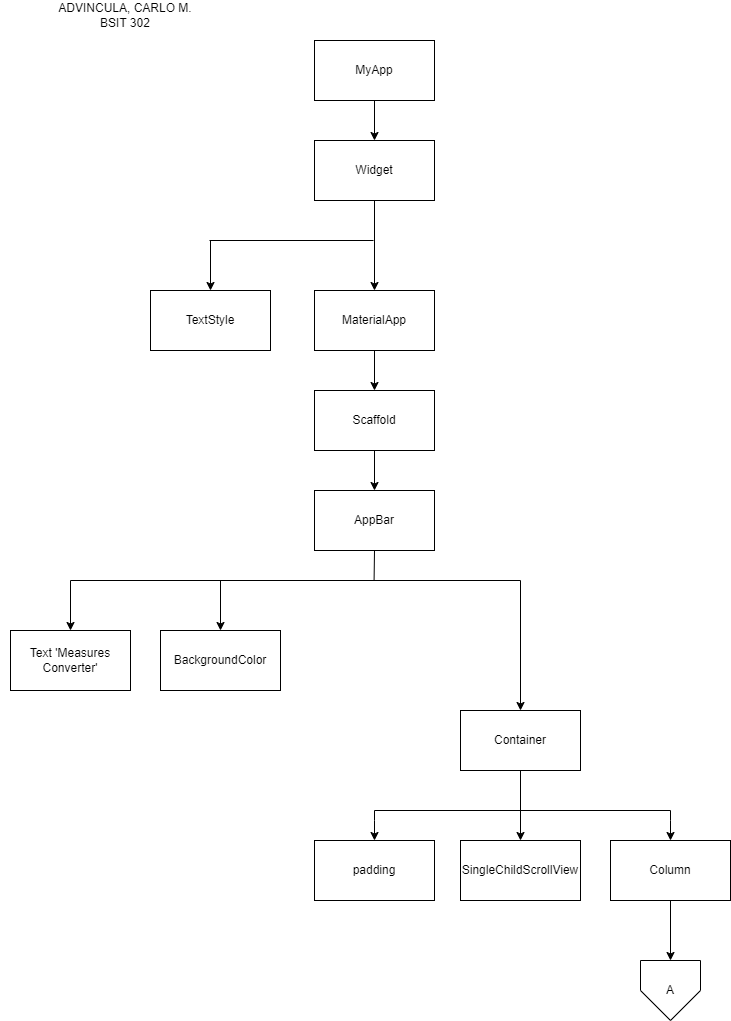 ADVINCULA, CARLO M.
BSIT 302
MyApp
Widget
TextStyle
MaterialApp
Scaffold
AppBar
Text 'Measures
Converter'
BackgroundColor
Container
padding
SingleChildScrollView
Column
A